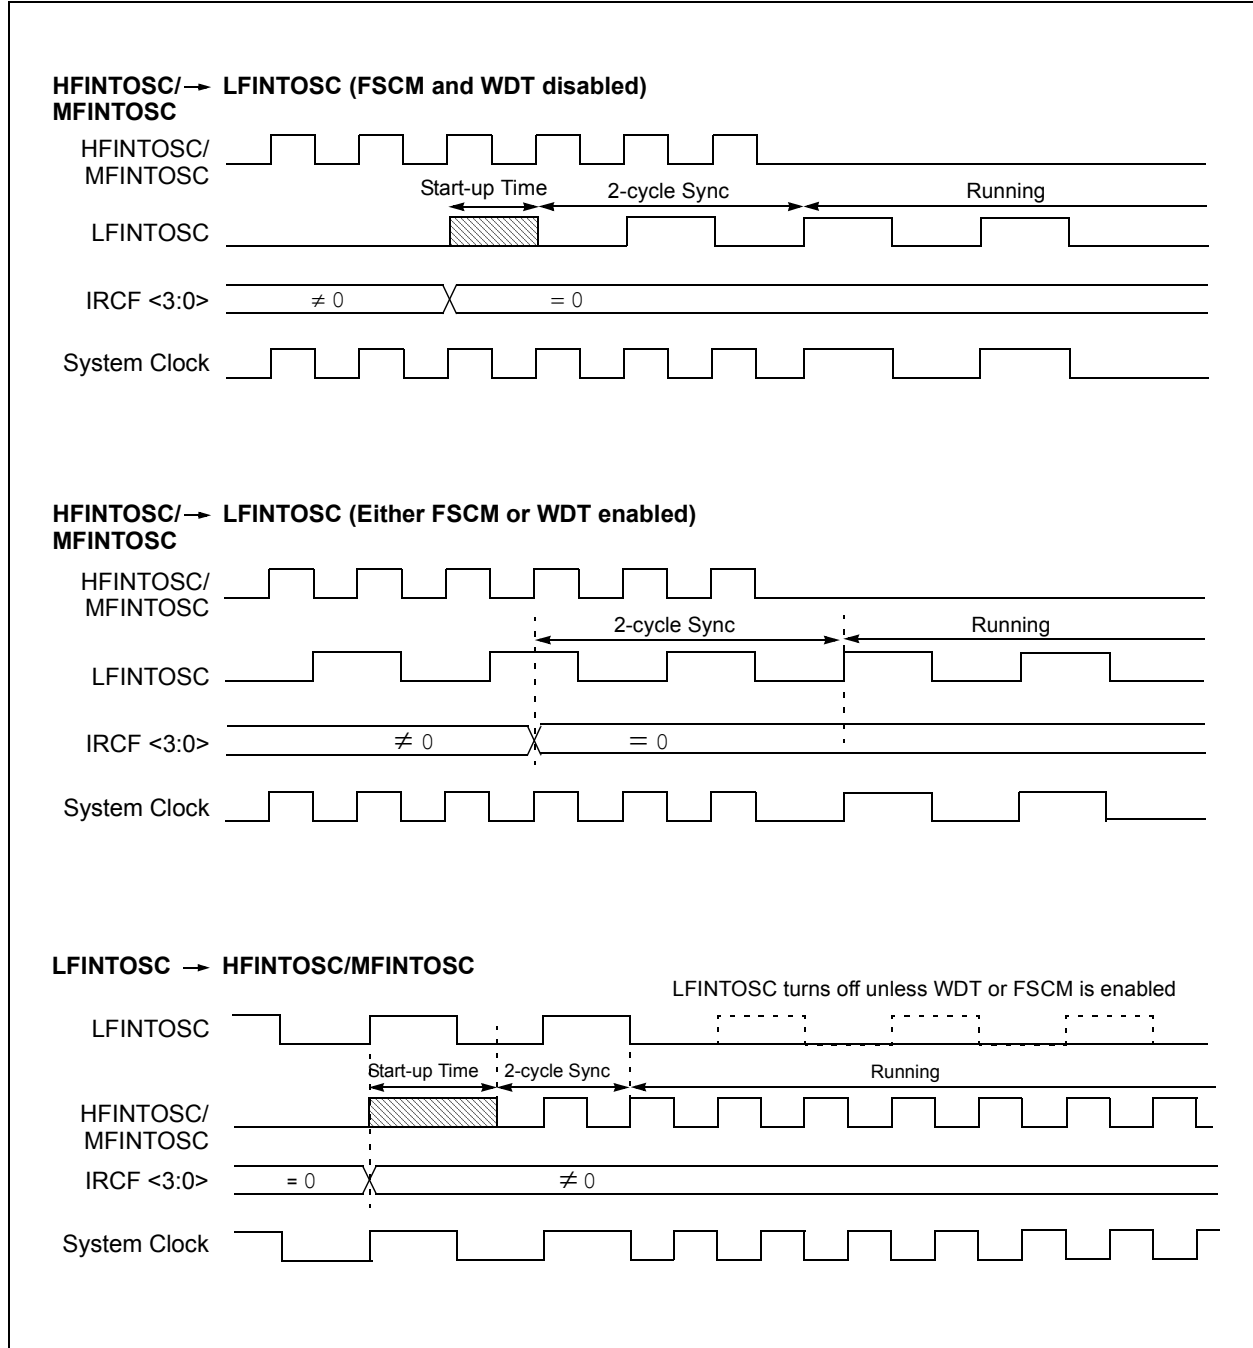 HFINTOSC/→ LFINTOSC (FSCM and WDT disabled)
MFINTOSC
HFINTOSC/
MFINTOSC
Start-up Time 2-cycle Sync Running
LFINTOSC
IRCF <3:0> ≠ 0 = 0
System Clock
HFINTOSC/→ LFINTOSC (Either FSCM or WDT enabled)
MFINTOSC
HFINTOSC/
MFINTOSC
2-cycle Sync Running
LFINTOSC
IRCF <3:0> ≠ 0 = 0
System Clock
LFINTOSC → HFINTOSC/MFINTOSC
LFINTOSC turns off unless WDT or FSCM is enabled
LFINTOSC
Start-up Time 2-cycle Sync Running
HFINTOSC/
MFINTOSC
IRCF <3:0> = 0 ≠ 0
System Clock